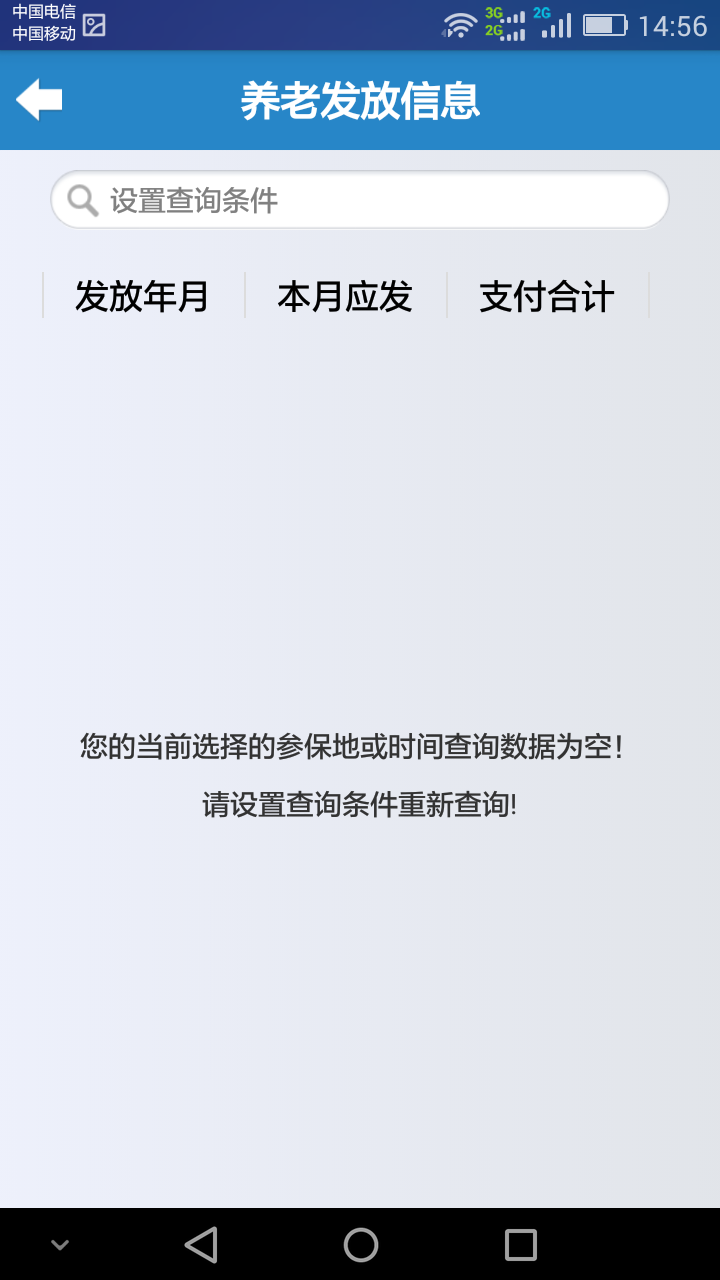 中国电信
中国移动
3G
2G
2G
14:56
养老发放信息
设置查询条件
发放年月 本月应发 支付合计
您的当前选择的参保地或时间查询数据为空！
请设置查询条件重新查询!